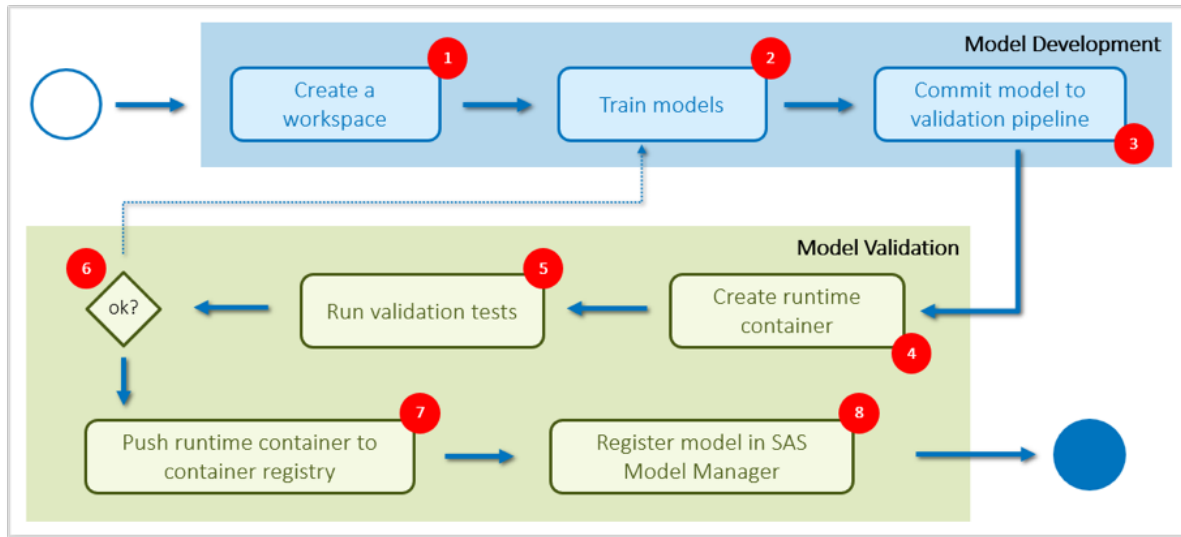 Model Development
1
Create a
workspace
2
Train models
Commit model to
validation pipeline
3
Model Validation
6
ok?
5
Run validation tests
Create runtime
container
4
7
Push runtime container to
container registry
8
Register model in SAS
Model Manager